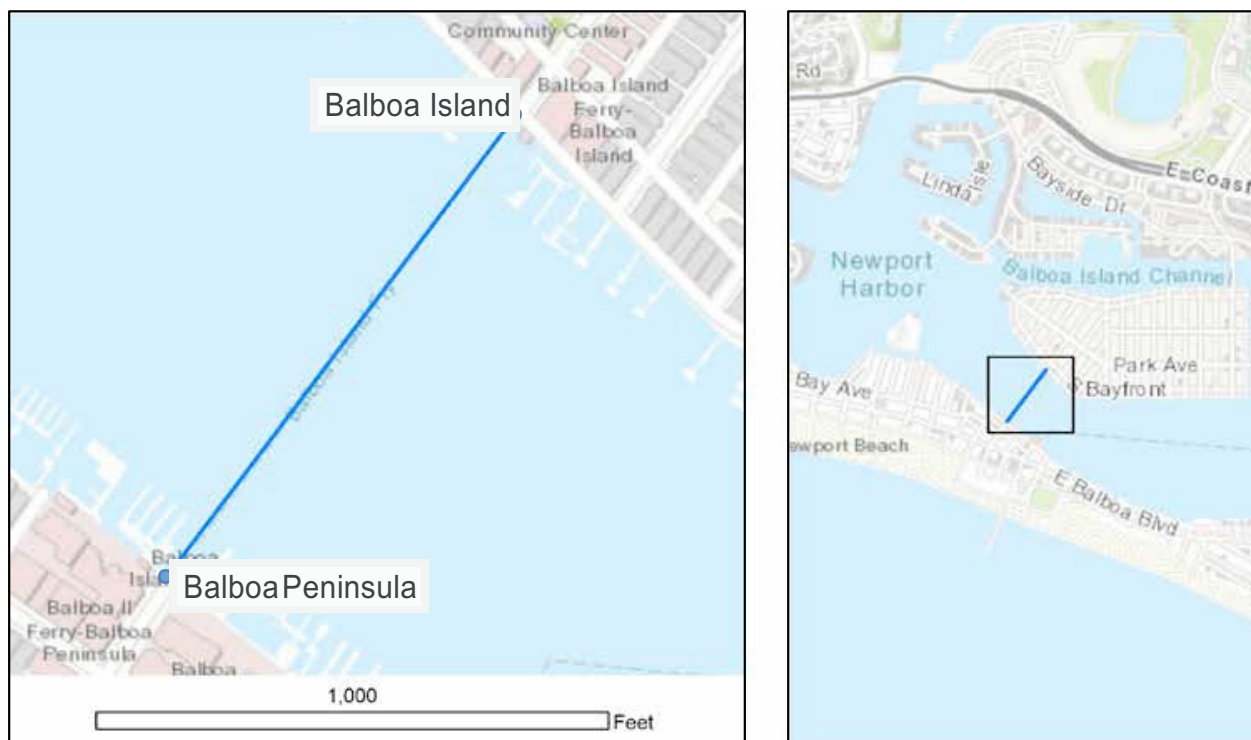 Community Center
Balboa Island
Balboa Island
Ferry-
Balboa
Island
Balboa Peninsula
Balboa II
Ferry-Balboa
Peninsula
Balboa
1,000
Feet
Rd
E Coast
Linda Isle
Bayside Dr
Newport
Harbor
Balboa Island Channel
Park Ave
S Bayfront
Bay Ave
ewport Beach
E Balboa Blvd